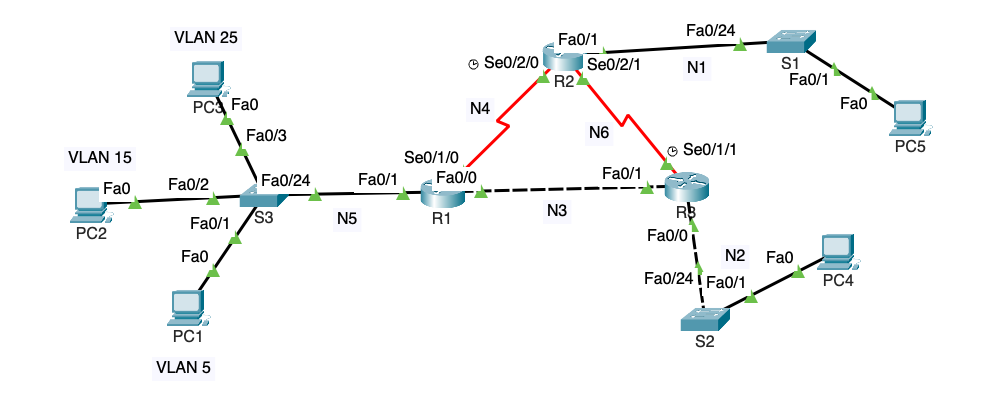 VLAN 25
Fa0/1
Fa0/24
Se0/2/0
Se0/2/1
R2
N1
S1
Fa0/1
PC3
Fa0
Fa0
N4
N6
PC5
Fa0/3
VLAN 15
Se0/1/0
Se0/1/1
Fa0
Fa0/2
Fa0/24
Fa0/1
Fa0/0
Fa0/1
PC2
S3
N5
R1
N3
R3
Fa0/1
Fa0/0
Fa0
N2
Fa0
Fa0/24
Fa0/1
PC4
PC1
S2
VLAN 5